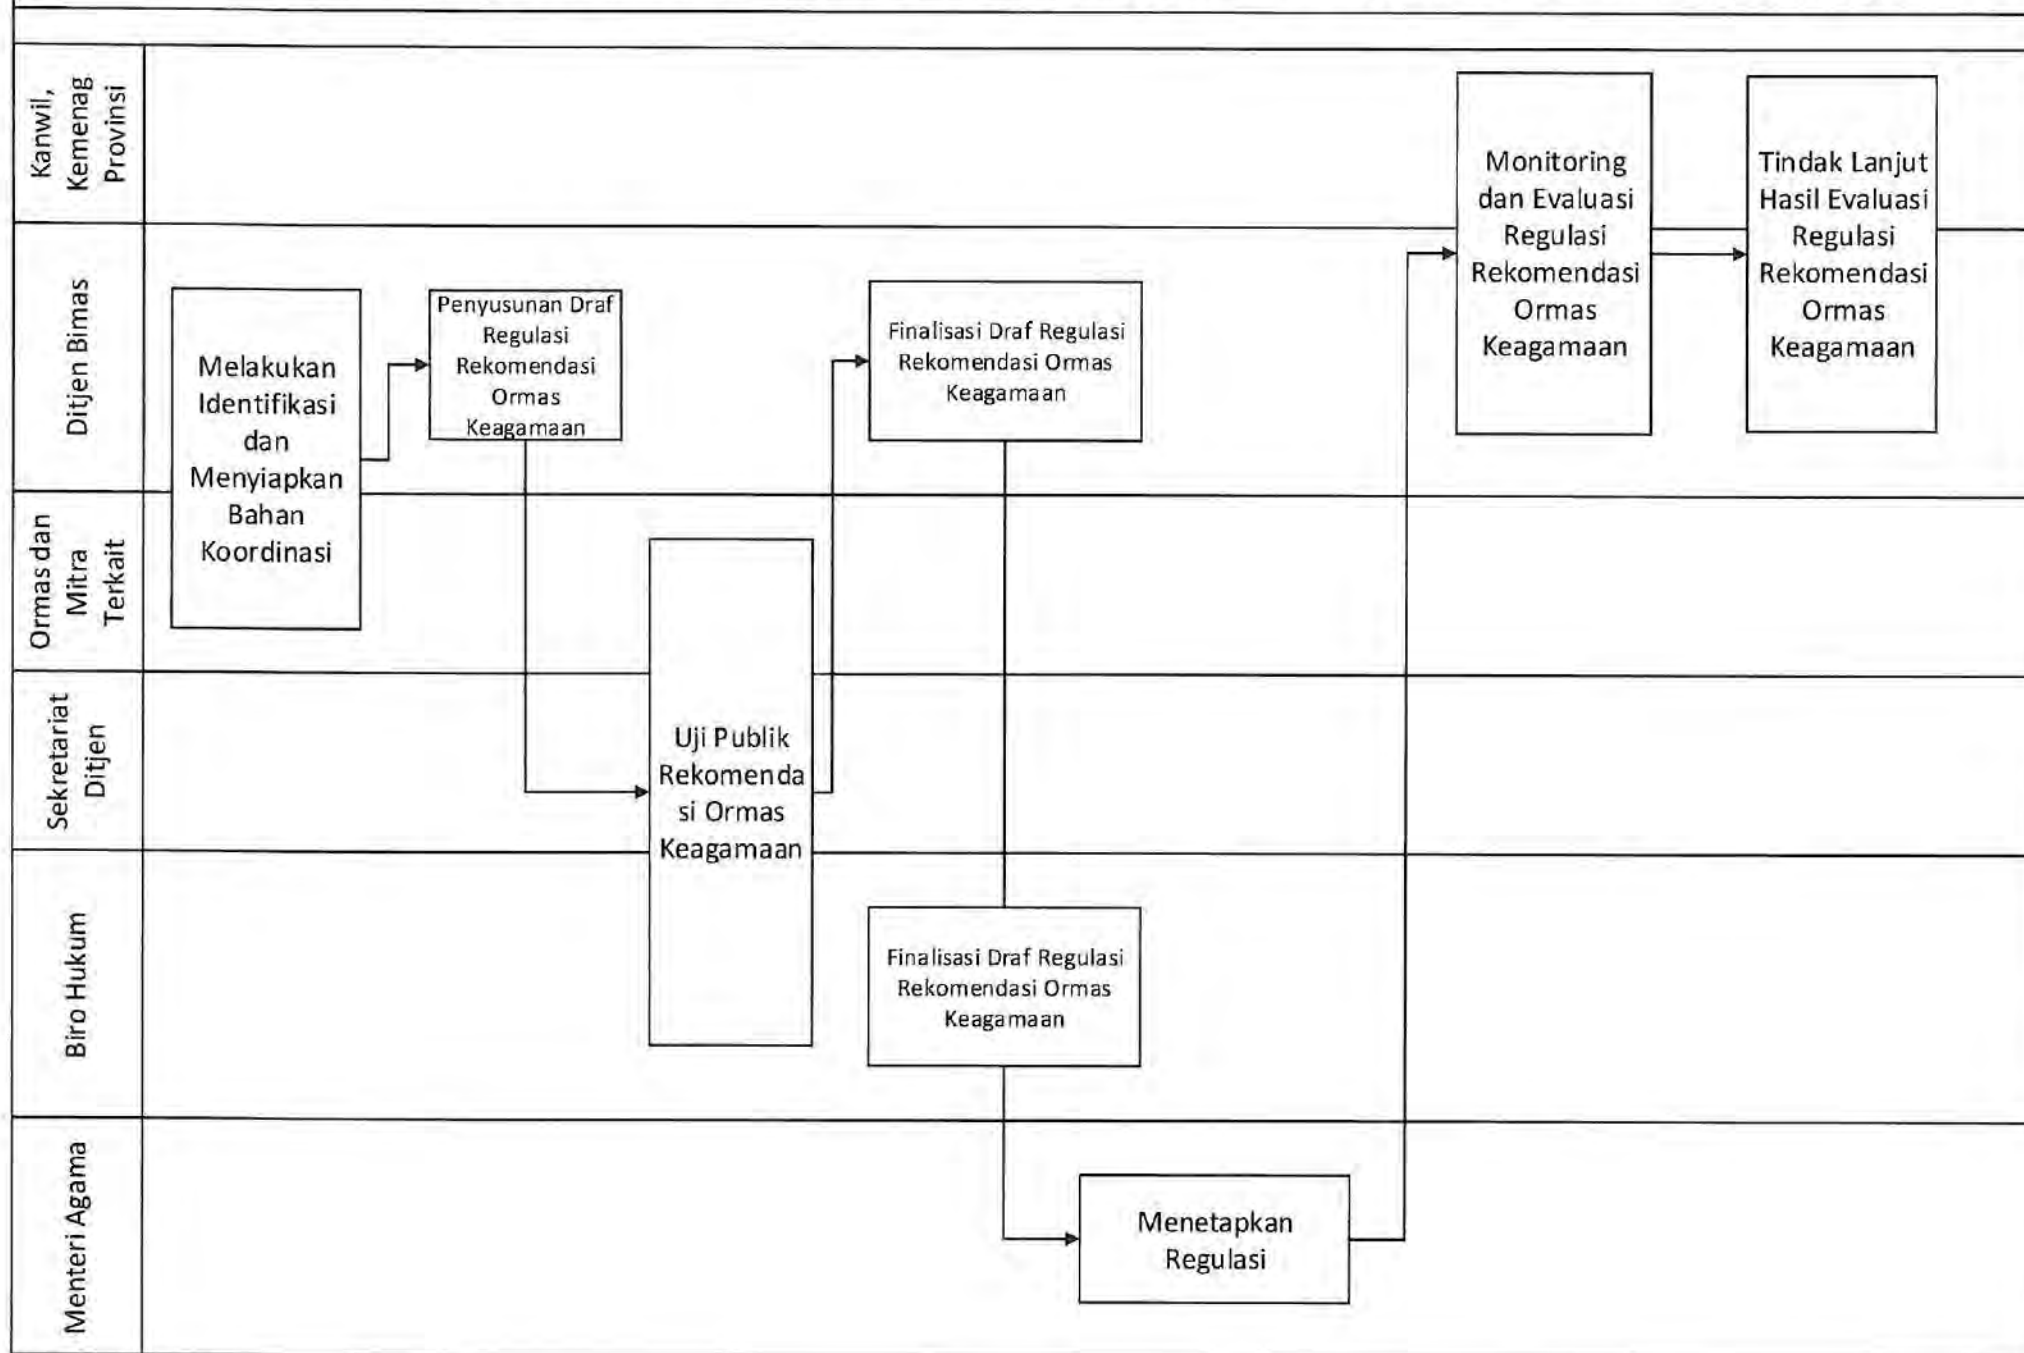 Kanwil,
Kemenag
Provinsi
Monitoring
dan Evaluasi
Regulasi
Rekomendasi
Ormas
Keagamaan
Tindak Lanjut
Hasil Evaluasi
Regulasi
Rekomendasi
Ormas
Keagamaan
Ditjen Bimas
Melakukan
Identifikasi
dan
Menyiapkan
Bahan
Koordinasi
Penyusunan Draf
Regulasi
Rekomendasi
Ormas
Keagamaan
Finalisasi Draf Regulasi
Rekomendasi Ormas
Keagamaan
Ormas dan
Mitra
Terkait
Uji Publik
Rekomenda
si Ormas
Keagamaan
Sekretariat
Ditjen
Biro Hukum
Finalisasi Draf Regulasi
Rekomendasi Ormas
Keagamaan
Menteri Agama
Menetapkan
Regulasi